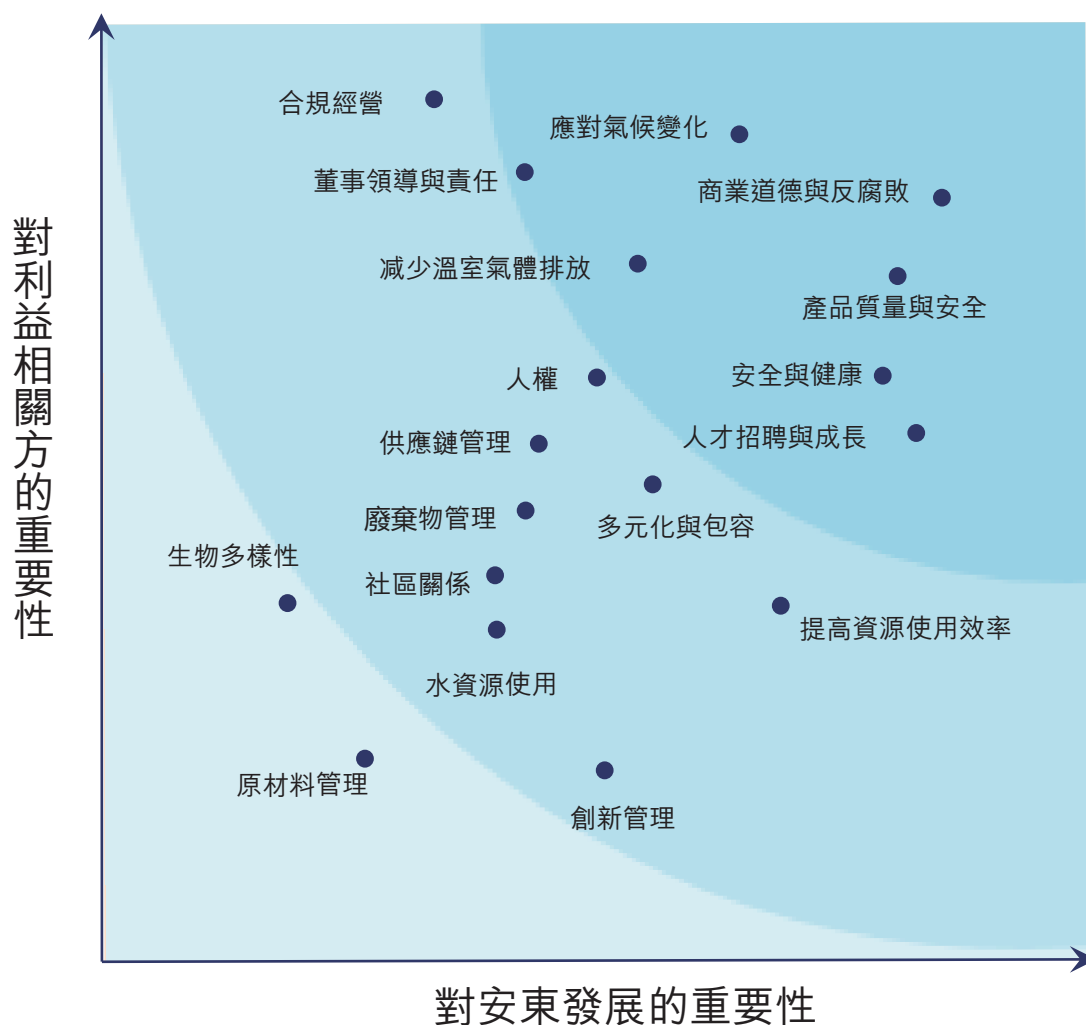 對利益相關方的重要性
合規經營
應對氣候變化
董事領導與責任
商業道德與反腐敗
减少溫室氣體排放
產品質量與安全
人權
安全與健康
供應鏈管理
人才招聘與成長
廢棄物管理
多元化與包容
生物多樣性
社區關係
提高資源使用效率
水資源使用
原材料管理
創新管理
對安東發展的重要性